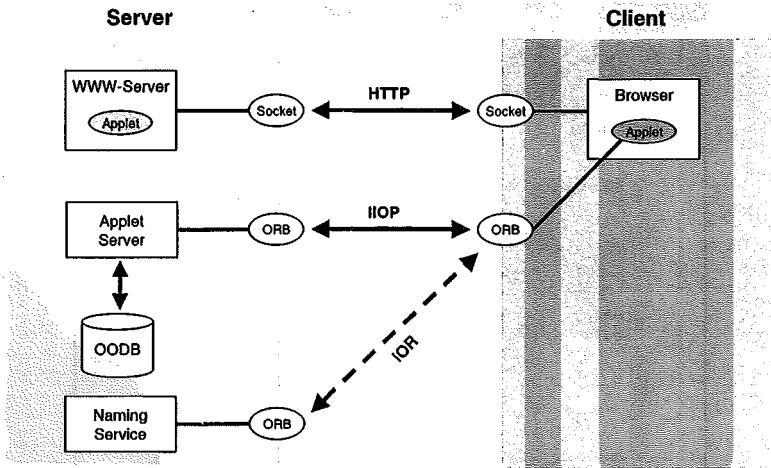 Server
Client
WWW-Server
Applet
Socket
HTTP
Socket
Browser
Applet
Applet
Server
ORB
IIOP
ORB
OODB
IOR
Naming
Service
ORB